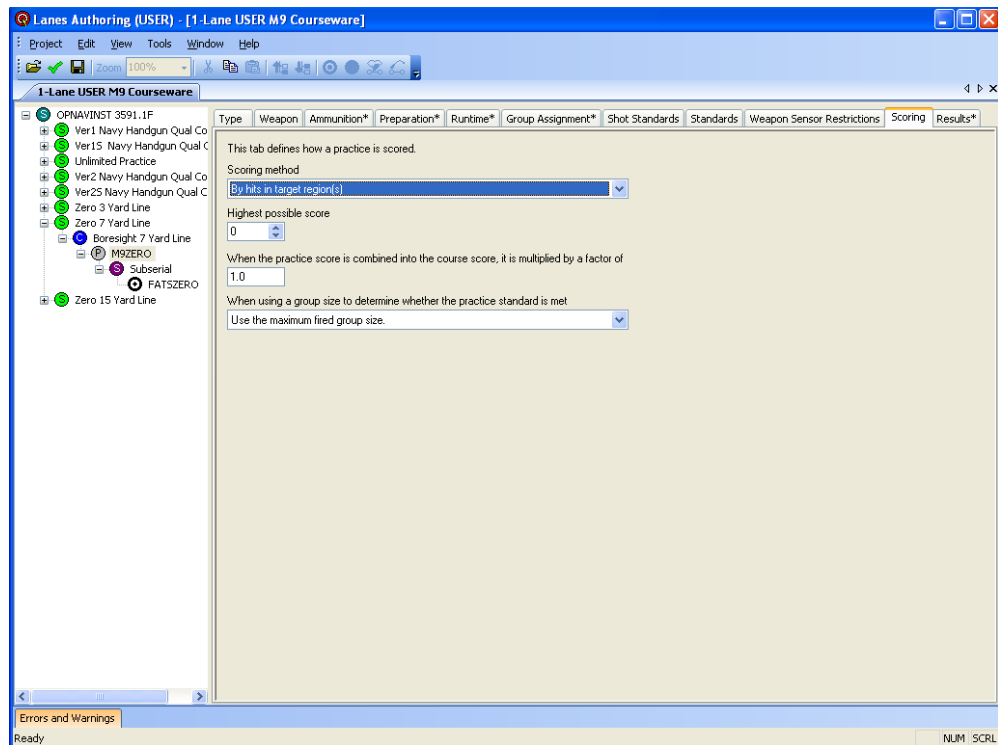 Lanes Authoring (USER) - [1-Lane USER M9 Courseware]
Project Edit View Tools Window Help
Zoom 100%
1-Lane USER M9 Courseware
OPNAVINST 3591.1F
Ver1 Navy Handgun Qual Co
Ver1S Navy Handgun Qual C
Unlimited Practice
Ver2 Navy Handgun Qual Co
Ver2S Navy Handgun Qual C
Zero 3 Yard Line
Zero 7 Yard Line
Boresight 7 Yard Line
M9ZERO
Subserial
FATSZERO
Zero 15 Yard Line
Type Weapon Ammunition* Preparation* Runtime* Group Assignment* Shot Standards Standards Weapon Sensor Restrictions Scoring Results*
This tab defines how a practice is scored.
Scoring method
By hits in target region(s)
Highest possible score
0
When the practice score is combined into the course score, it is multiplied by a factor of
1.0
When using a group size to determine whether the practice standard is met
Use the maximum fired group size.
Errors and Warnings
Ready NUM SCRL